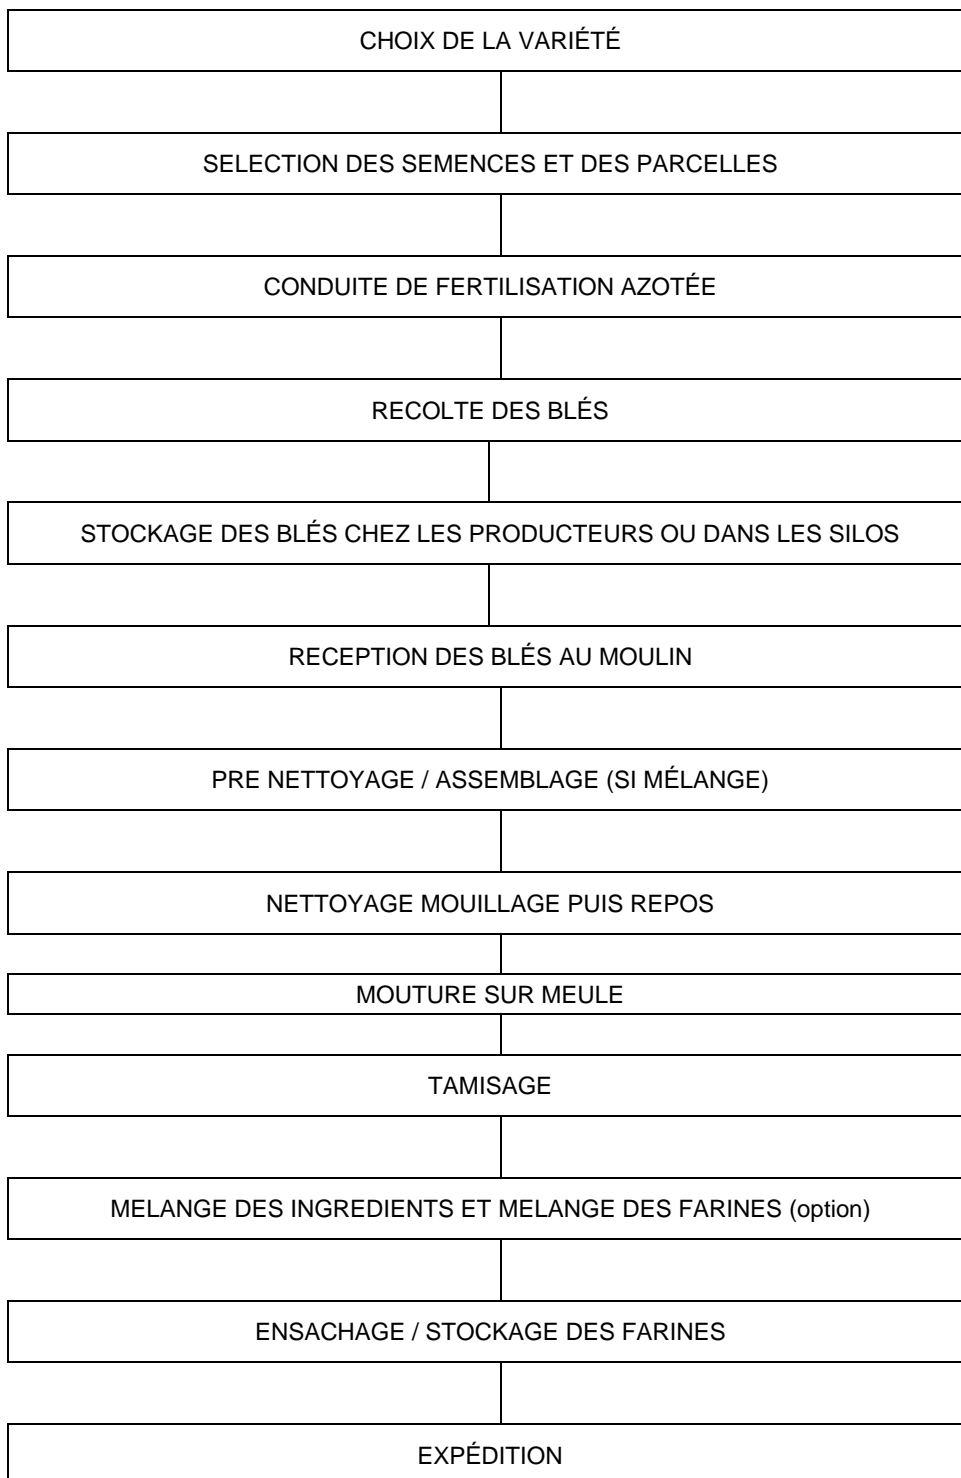 CHOIX DE LA VARIÉTÉ
SELECTION DES SEMENCES ET DES PARCELLES
CONDUITE DE FERTILISATION AZOTÉE
RECOLTE DES BLÉS
STOCKAGE DES BLÉS CHEZ LES PRODUCTEURS OU DANS LES SILOS
RECEPTION DES BLÉS AU MOULIN
PRE NETTOYAGE / ASSEMBLAGE (SI MÉLANGE)
NETTOYAGE MOUILLAGE PUIS REPOS
MOUTURE SUR MEULE
TAMISAGE
MELANGE DES INGREDIENTS ET MELANGE DES FARINES (option)
ENSACHAGE / STOCKAGE DES FARINES
EXPÉDITION